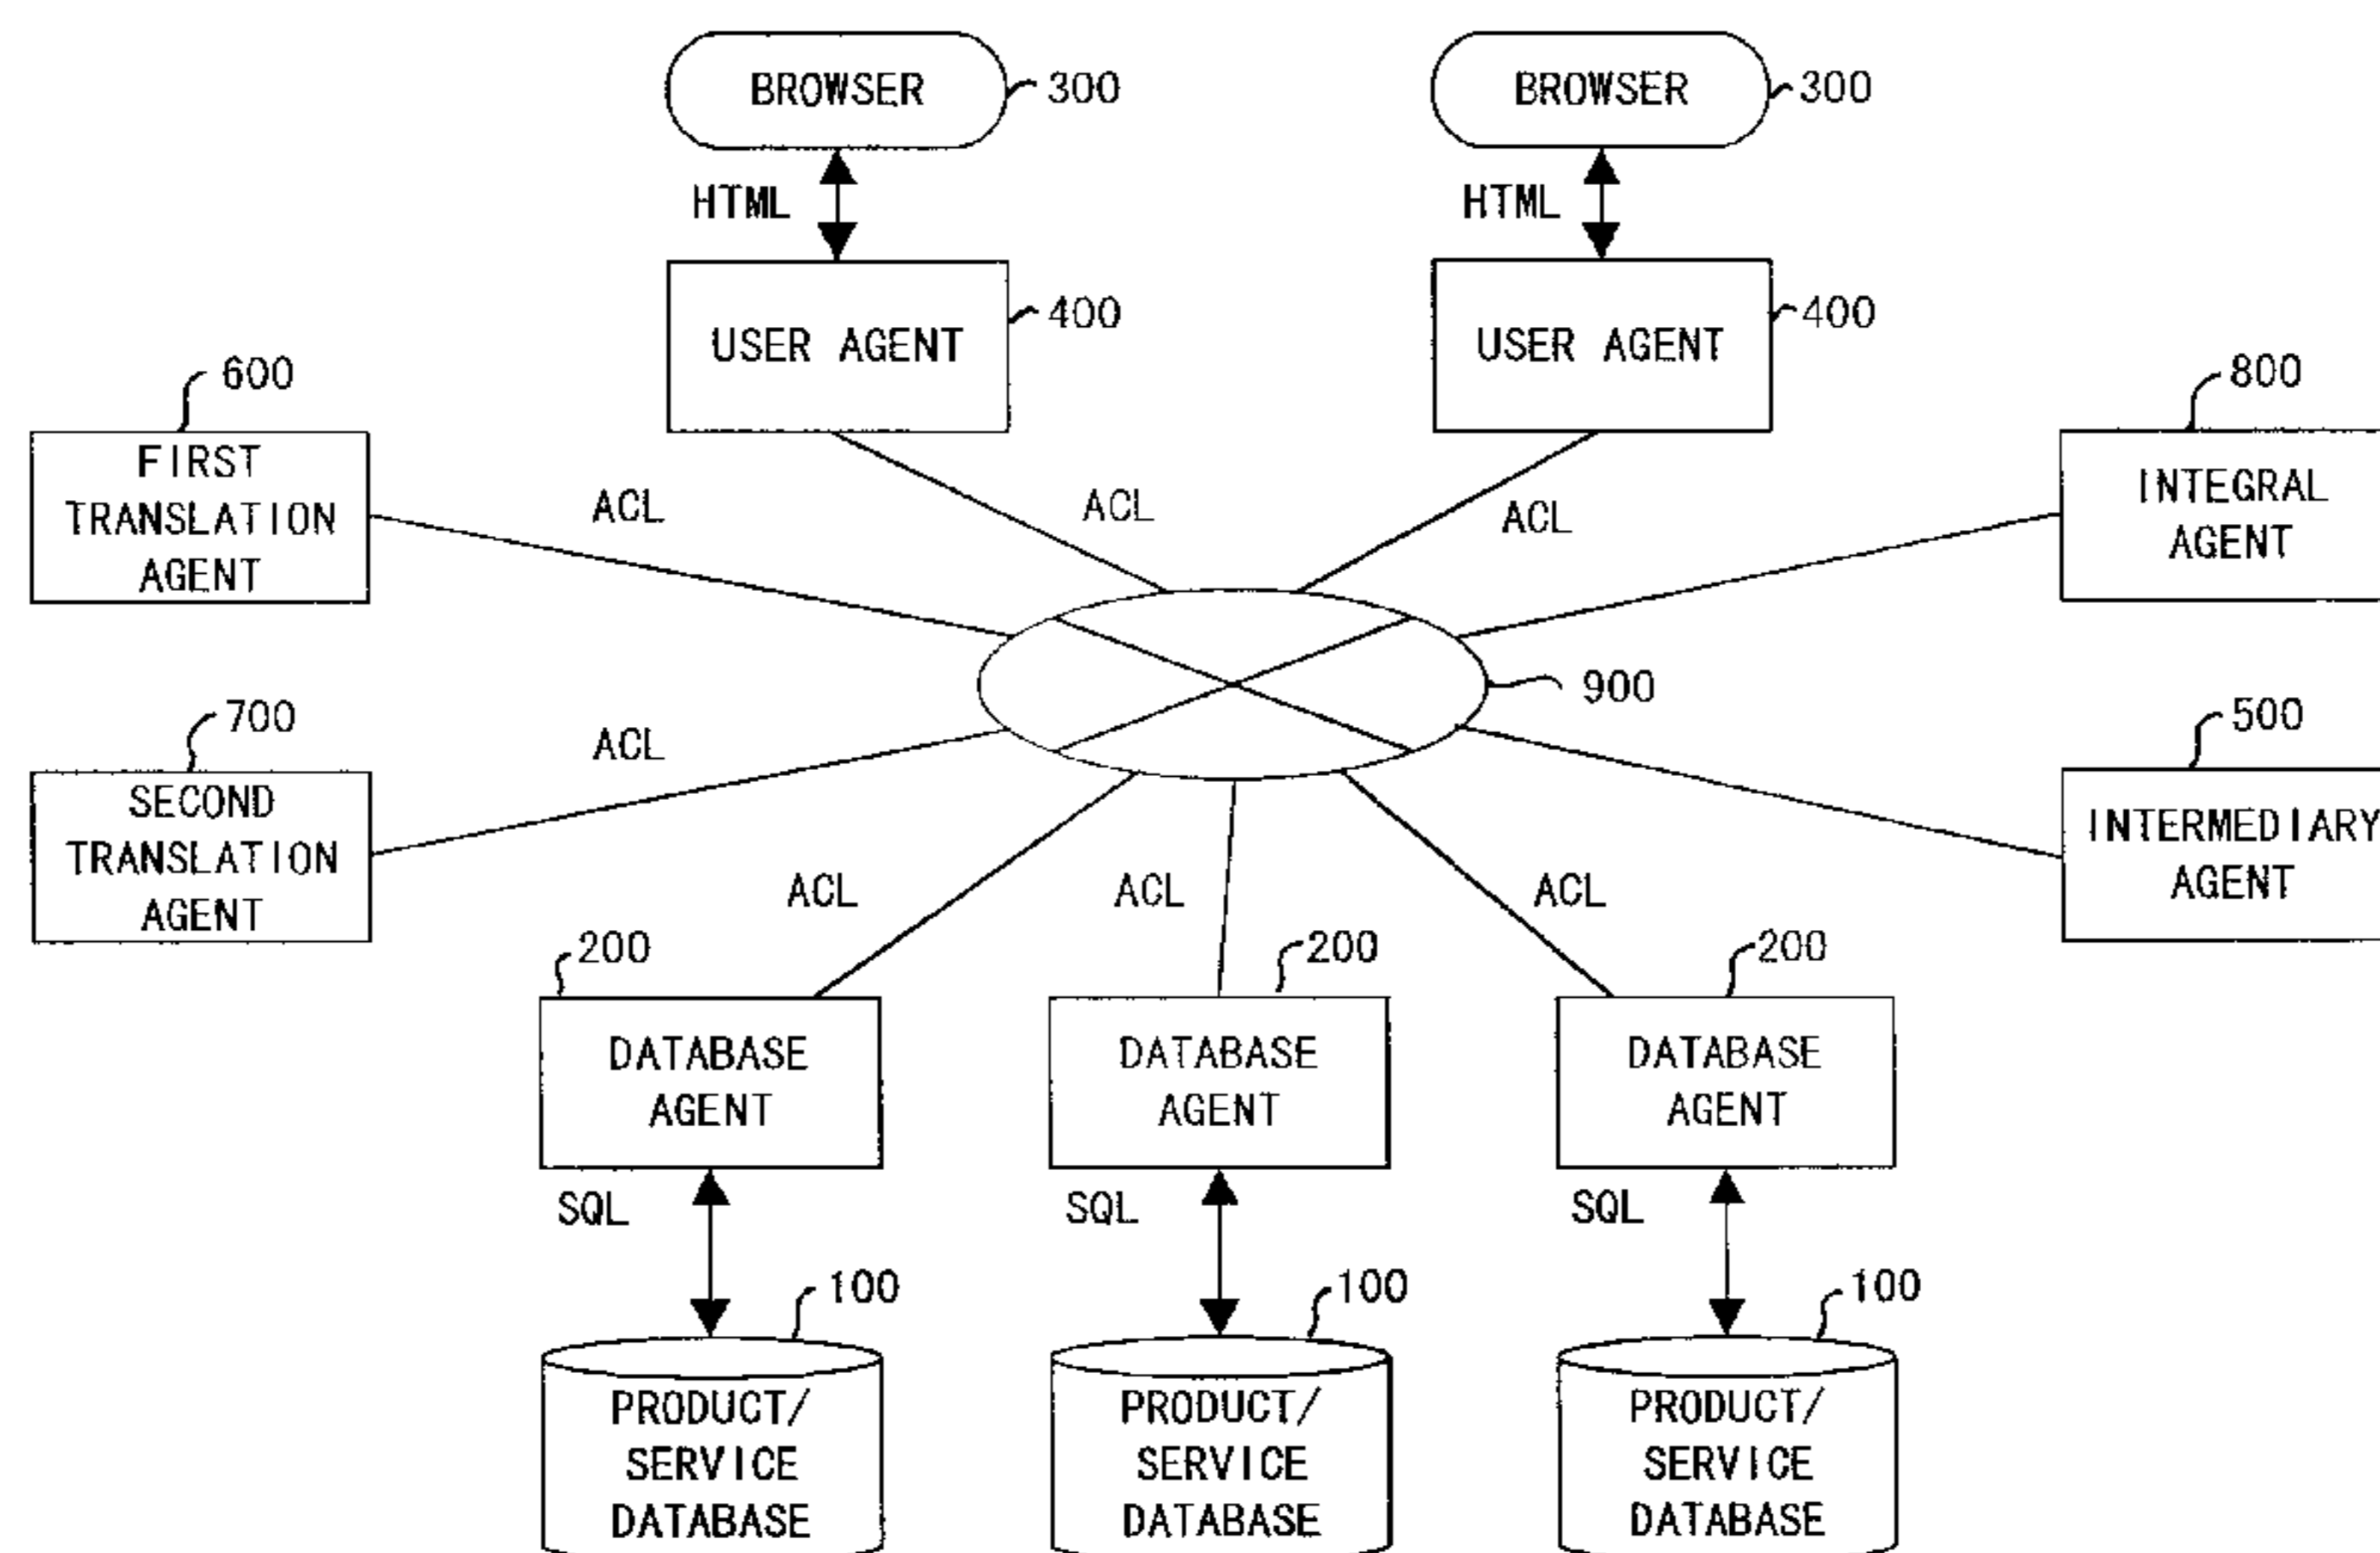 BROWSER
300
BROWSER
300
HTML
HTML
USER AGENT
400
USER AGENT
400
600
FIRST
TRANSLATION
AGENT
800
INTEGRAL
AGENT
ACL
ACL
ACL
900
700
SECOND
TRANSLATION
AGENT
ACL
500
INTERMEDIARY
AGENT
ACL
ACL
ACL
200
DATABASE
AGENT
200
DATABASE
AGENT
200
DATABASE
AGENT
SQL
SQL
SQL
100
PRODUCT/
SERVICE
DATABASE
100
PRODUCT/
SERVICE
DATABASE
100
PRODUCT/
SERVICE
DATABASE